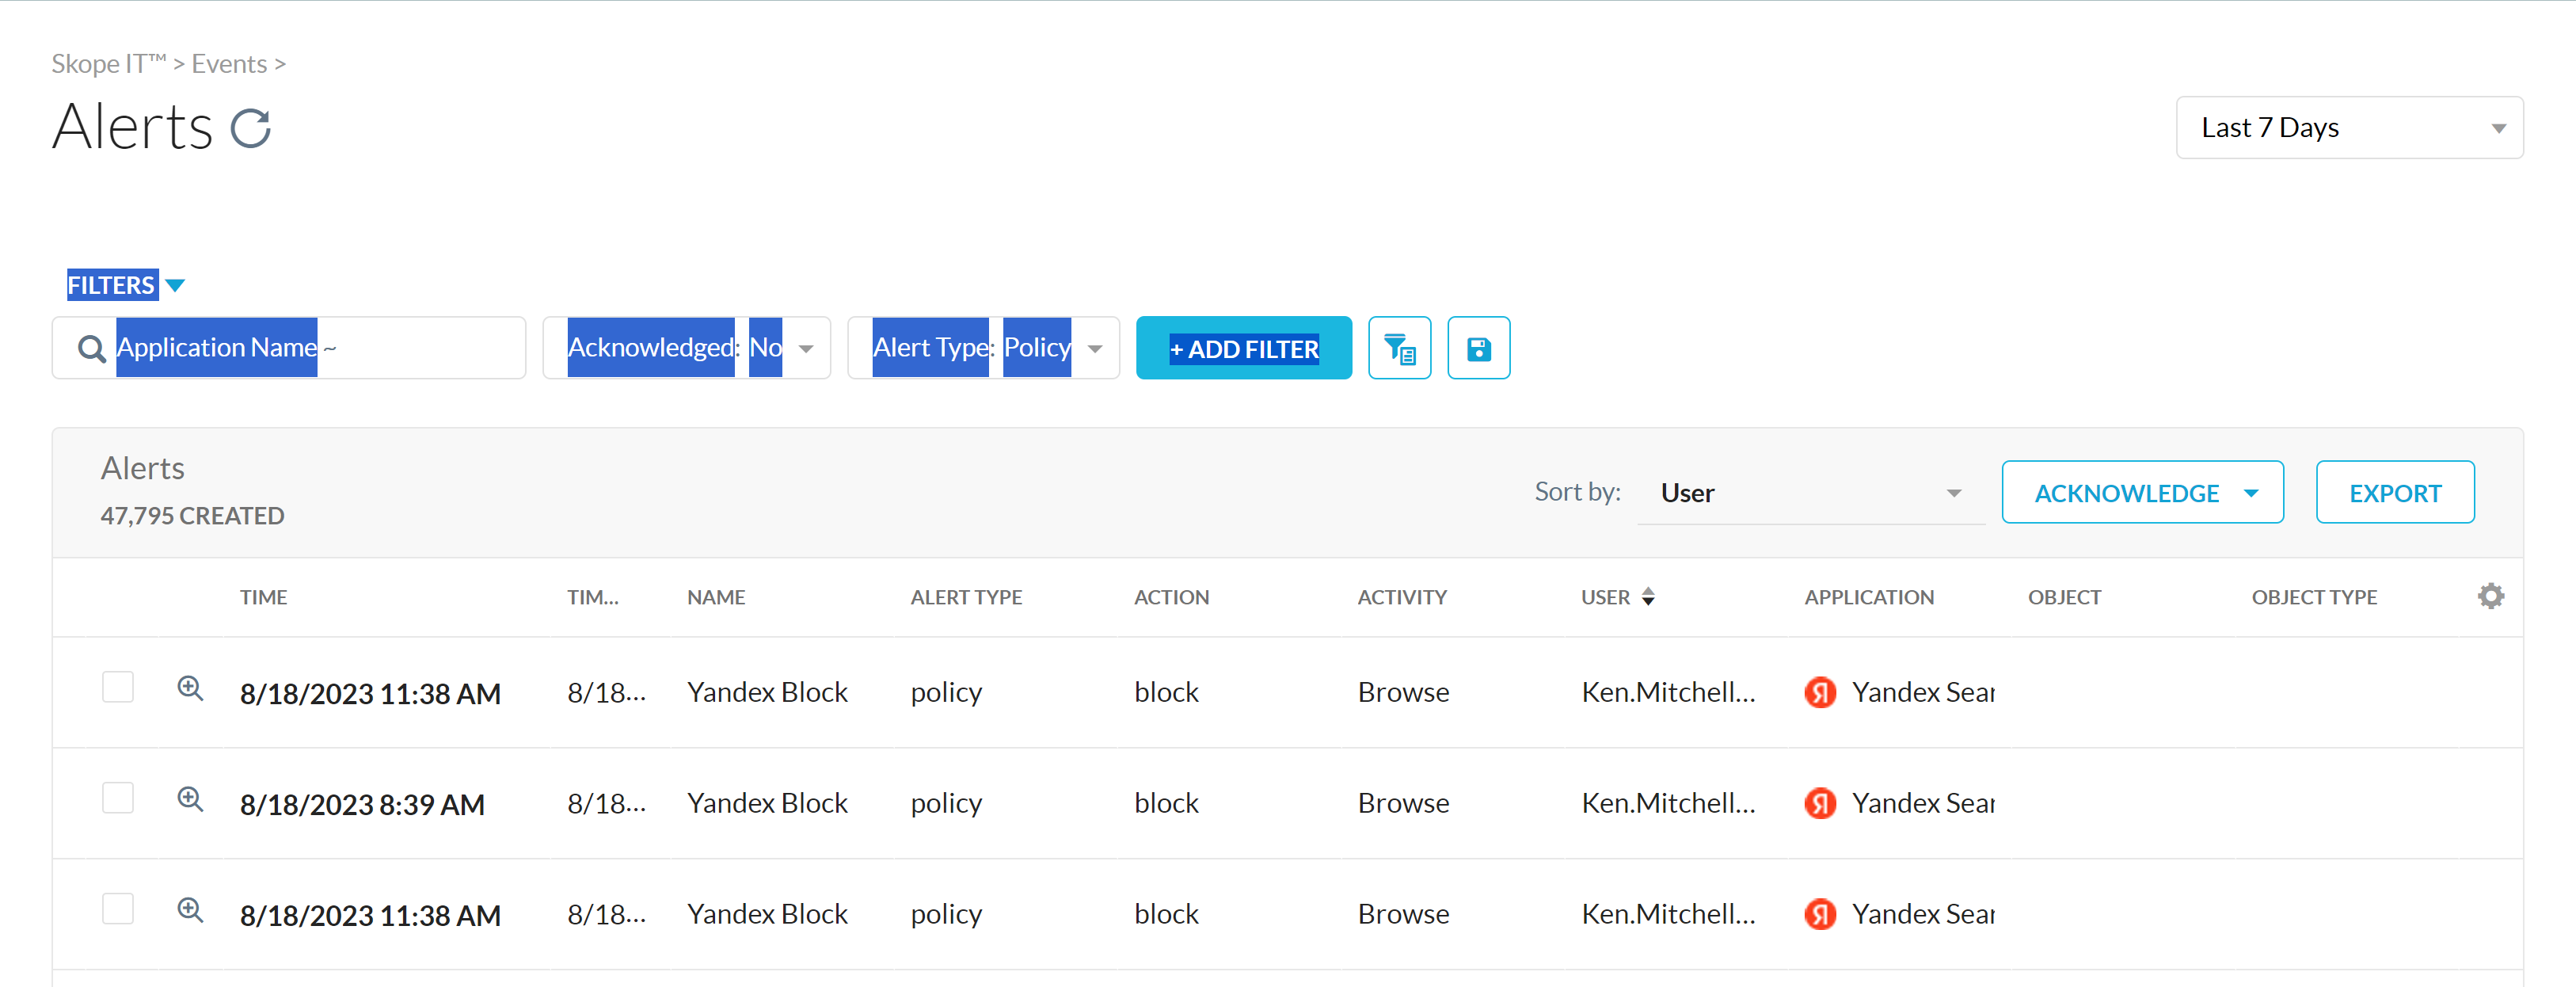 Skope IT™ > Events >
Alerts
Last 7 Days
FILTERS
Application Name ~
Acknowledged: No
Alert Type: Policy
+ ADD FILTER
Alerts
47,795 CREATED
Sort by: User
ACKNOWLEDGE
EXPORT
TIME TIM... NAME ALERT TYPE ACTION ACTIVITY USER APPLICATION OBJECT OBJECT TYPE
8/18/2023 11:38 AM 8/18... Yandex Block policy block Browse Ken.Mitchell... Я Yandex Sear
8/18/2023 8:39 AM 8/18... Yandex Block policy block Browse Ken.Mitchell... Я Yandex Sear
8/18/2023 11:38 AM 8/18... Yandex Block policy block Browse Ken.Mitchell... Я Yandex Sear